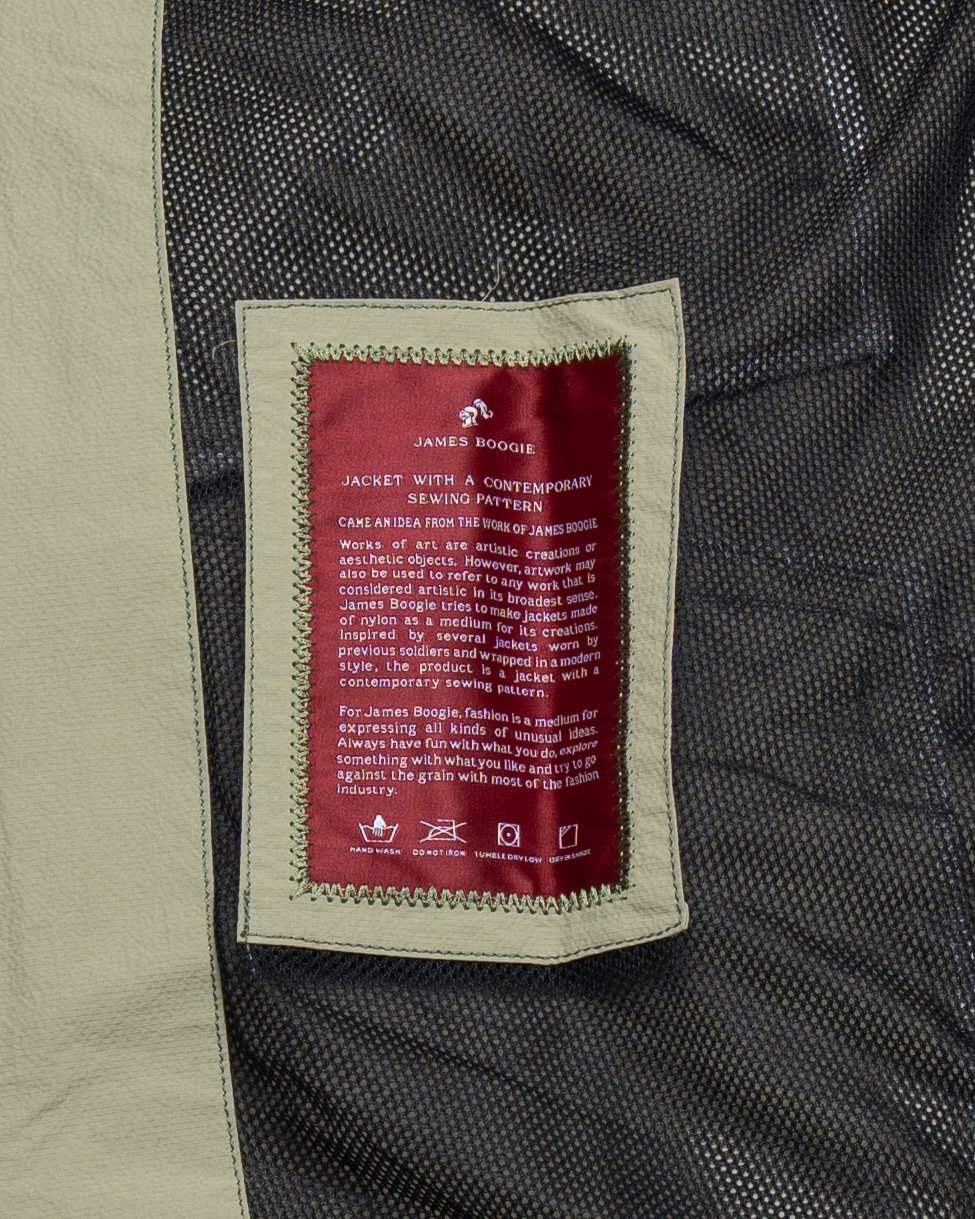 JAMES BOOGIE
JACKET WITH A CONTEMPORARY
SEWING PATTERN
CAME AN IDEA FROM THE WORK OF JAMES BOOGIE
Works of art are artistic creations or
aesthetic objects. However, artwork may
also be used to refer to any work that is
considered artistic in its broadest sense.
James Boogie tries to make jackets made
of nylon as a medium for its creations.
Inspired by several jackets worn by
previous soldiers and wrapped in a modern
style, the product is a jacket with a
contemporary sewing pattern.
For James Boogie, fashion is a medium for
expressing all kinds of unusual ideas.
Always have fun with what you do, explore
something with what you like and try to go
against the grain with most of the fashion
industry.
HAND WASH DO NOT IRON TUMBLE DRY LOW DRY IN SHADE